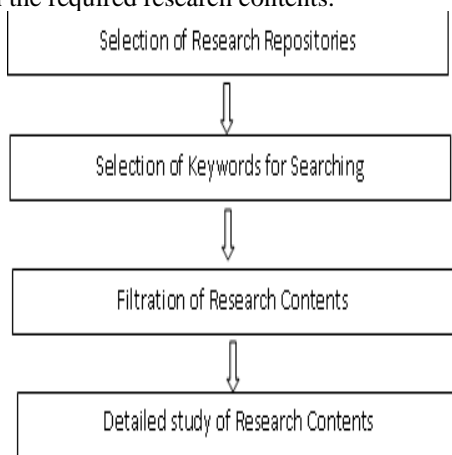 the required research contents.
Selection of Research Repositories
Selection of Keywords for Searching
Filtration of Research Contents
Detailed study of Research Contents